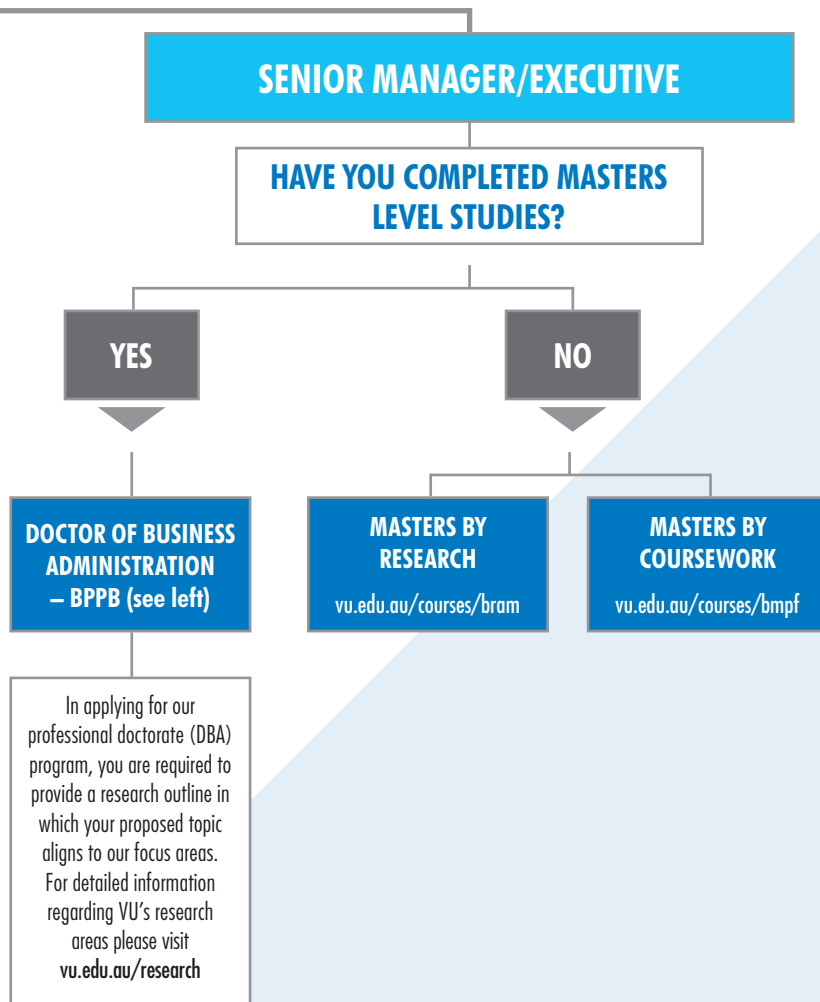 SENIOR MANAGER/EXECUTIVE
HAVE YOU COMPLETED MASTERS
LEVEL STUDIES?
YES
NO
DOCTOR OF BUSINESS
ADMINISTRATION
– BPPB (see left)
MASTERS BY
RESEARCH
vu.edu.au/courses/bram
MASTERS BY
COURSEWORK
vu.edu.au/courses/bmpf
In applying for our
professional doctorate (DBA)
program, you are required to
provide a research outline in
which your proposed topic
aligns to our focus areas.
For detailed information
regarding VU’s research
areas please visit
vu.edu.au/research